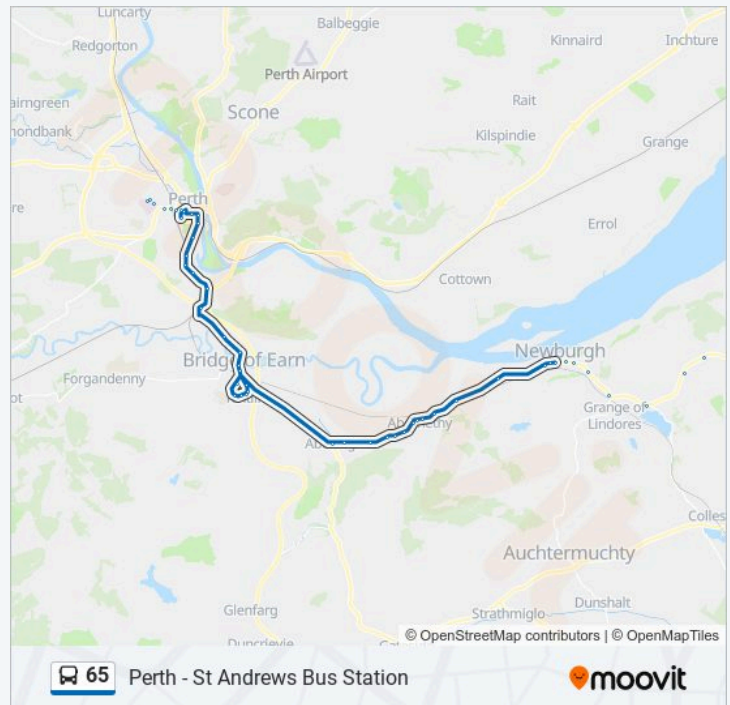 Luncarty
Balbeggie
Redgorton
Kinnaird
Inchture
Perth Airport
Scone
Rait
Kilspindie
Grange
Perth
Errol
Cottown
Bridge of Earn
Newburgh
Forgandenny
Grange of
Lindores
Auchtermuchty
Glenfarg
Strathmiglo
Dunshalt
© OpenStreetMap contributors | © OpenMapTiles
65
Perth - St Andrews Bus Station
moovit